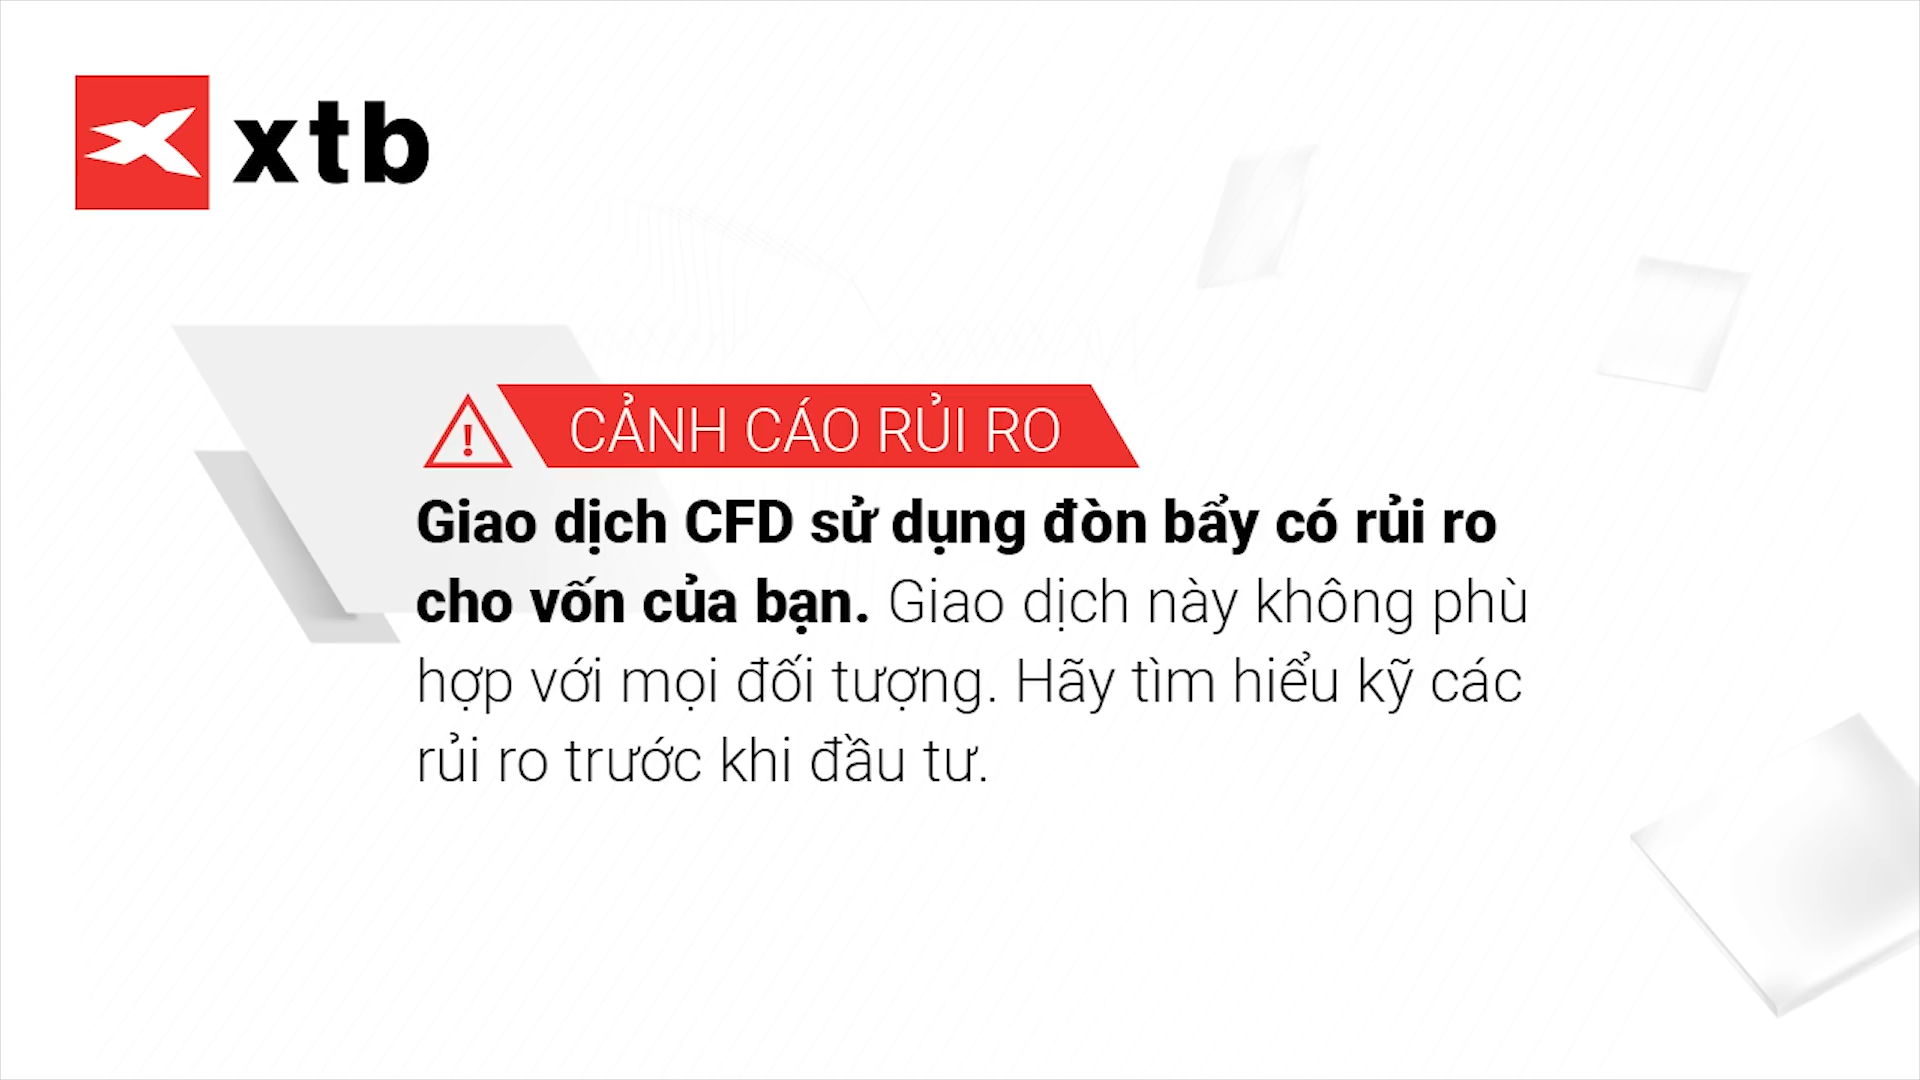 xtb
CẢNH CÁO RỦI RO
Giao dịch CFD sử dụng đòn bẩy có rủi ro
cho vốn của bạn. Giao dịch này không phù
hợp với mọi đối tượng. Hãy tìm hiểu kỹ các
rủi ro trước khi đầu tư.